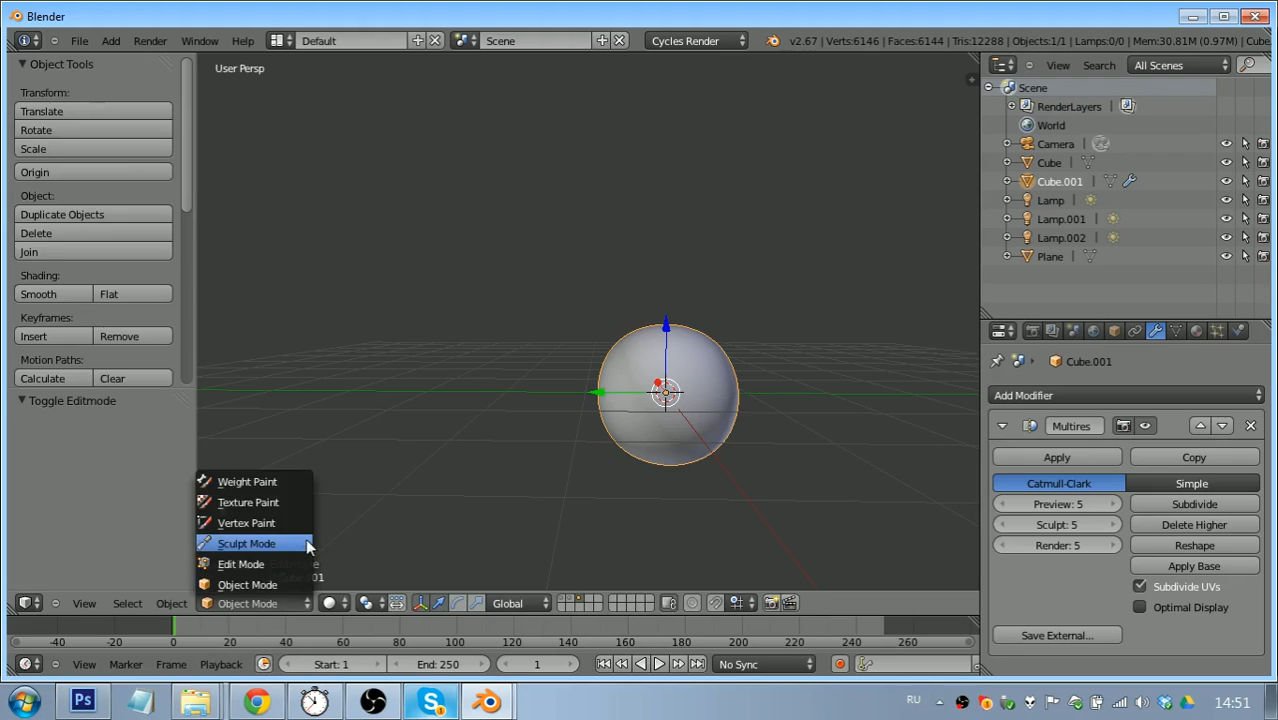 Blender
File Add Render Window Help Default Scene Cycles Render v2.67 | Verts:6146 | Faces:6144 | Tris:12288 | Objects:1/1 | Lamps:0/0 | Mem:30.81M (0.97M) | Cube.
Object Tools
Transform:
Translate
Rotate
Scale
Origin
Object:
Duplicate Objects
Delete
Join
Shading:
Smooth Flat
Keyframes:
Insert Remove
Motion Paths:
Calculate Clear
Toggle Editmode
User Persp
Weight Paint
Texture Paint
Vertex Paint
Sculpt Mode
Edit Mode
Object Mode
View Select Object Object Mode Global
-40 -20 0 20 40 60 80 100 120 140 160 180 200 220 240 260
View Marker Frame Playback Start: 1 End: 250 1 No Sync
View Search All Scenes
Scene
RenderLayers
World
Camera
Cube
Cube.001
Lamp
Lamp.001
Lamp.002
Plane
Cube.001
Add Modifier
Multires
Apply Copy
Catmull-Clark Simple
Preview: 5 Subdivide
Sculpt: 5 Delete Higher
Render: 5 Reshape
Apply Base
Subdivide UVs
Optimal Display
Save External...
Ps
RU 14:51